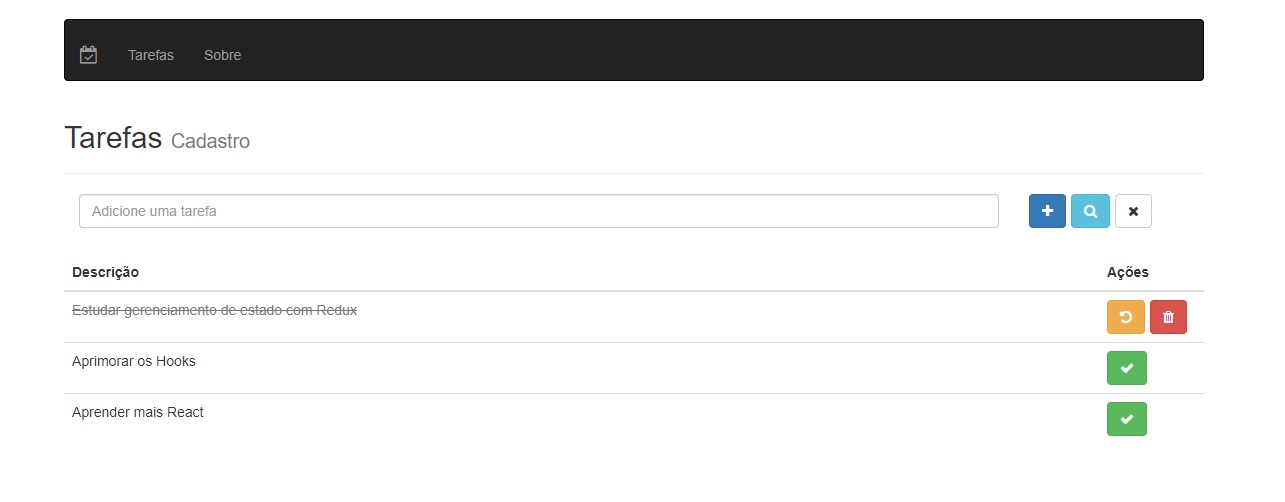 Tarefas Sobre
Tarefas Cadastro
Adicione uma tarefa
Descrição Ações
Estudar gerenciamento de estado com Redux
Aprimorar os Hooks
Aprender mais React